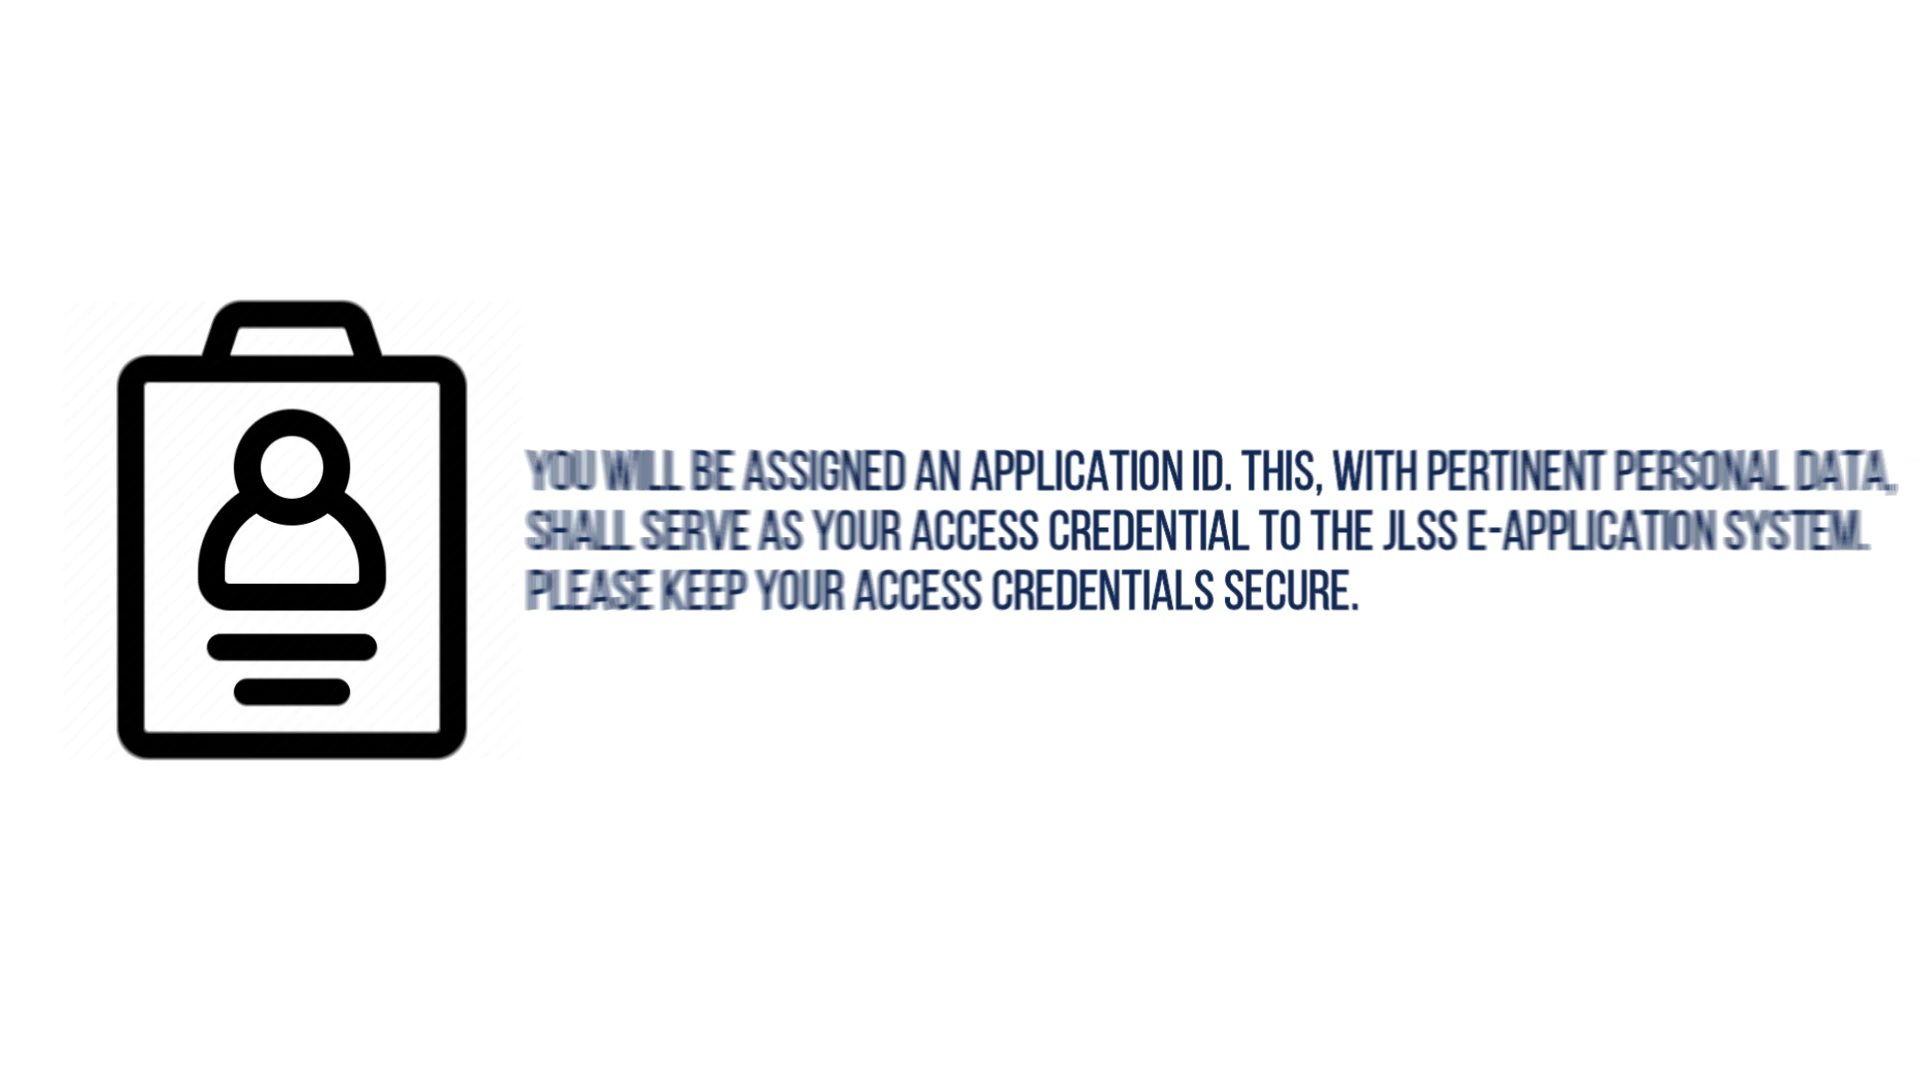 YOU WILL BE ASSIGNED AN APPLICATION ID. THIS, WITH PERTINENT PERSONAL DATA,
SHALL SERVE AS YOUR ACCESS CREDENTIAL TO THE JLSS E-APPLICATION SYSTEM.
PLEASE KEEP YOUR ACCESS CREDENTIALS SECURE.